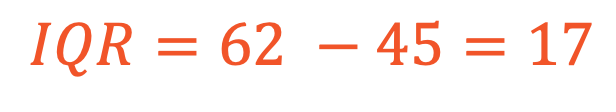 IQR = 62 − 45 = 17